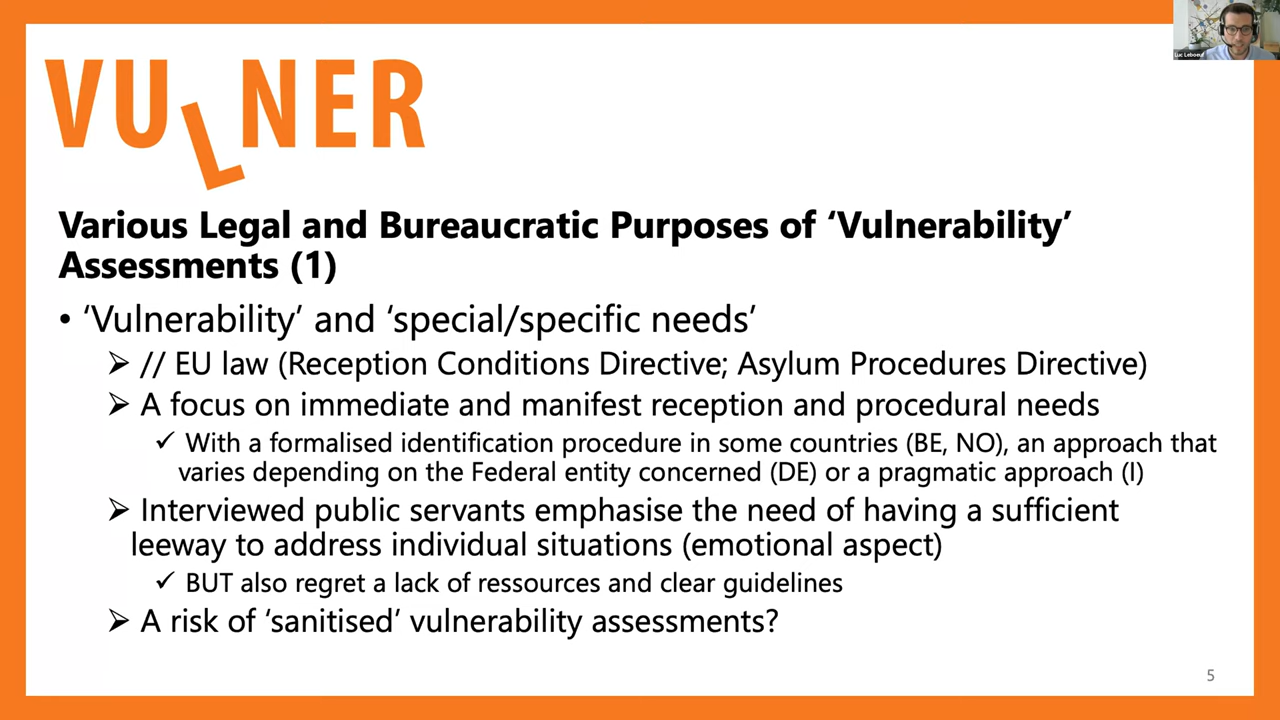 Luc Leboeuf
VULNER
Various Legal and Bureaucratic Purposes of ‘Vulnerability’
Assessments (1)
• ‘Vulnerability’ and ‘special/specific needs’
➢ // EU law (Reception Conditions Directive; Asylum Procedures Directive)
➢ A focus on immediate and manifest reception and procedural needs
✓ With a formalised identification procedure in some countries (BE, NO), an approach that
varies depending on the Federal entity concerned (DE) or a pragmatic approach (I)
➢ Interviewed public servants emphasise the need of having a sufficient
leeway to address individual situations (emotional aspect)
✓ BUT also regret a lack of ressources and clear guidelines
➢ A risk of ‘sanitised’ vulnerability assessments?
5